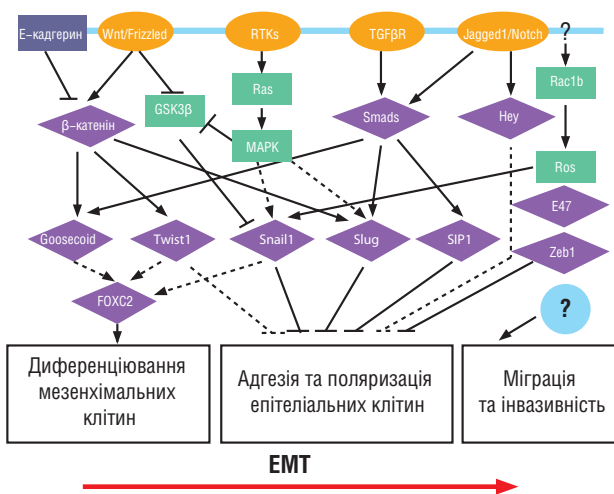 Е–кадгерин
Wnt/Frizzled
RTKs
TGFβR
Jagged1/Notch
?
GSK3β
Ras
Rac1b
β–катенін
Smads
Hey
MAPK
Ros
E47
Goosecoid
Twist1
Snail1
Slug
SIP1
Zeb1
FOXC2
?
Диференціювання
мезенхімальних
клітин
Адгезія та поляризація
епітеліальних клітин
Міграція
та інвазивність
ЕМТ